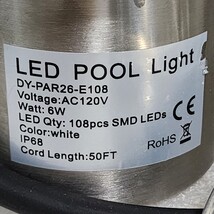 LED POOL Light
DY-PAR26-E108
Voltage:AC120V
Watt:6W
LED Qty:108pcs SMD LEDs
Color:white
IP68
Cord Length:50FT
CE
RoHS